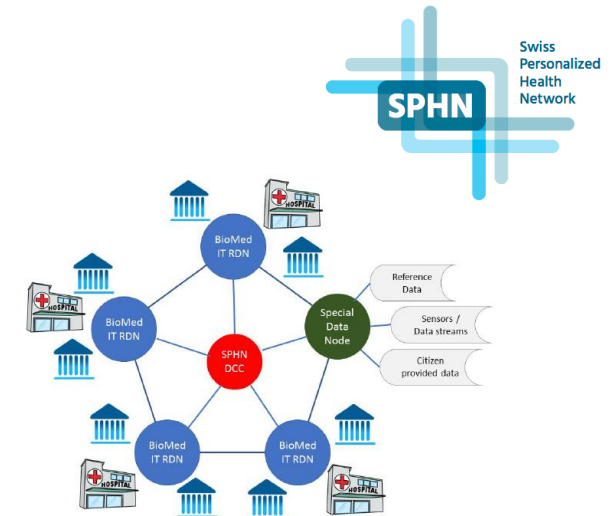 Swiss
Personalized
Health
Network
SPHN
HOSPITAL
BioMed
IT RDN
Reference
Data
HOSPITAL
BioMed
IT RDN
Special
Data
Node
Sensors /
Data streams
SPHN
DCC
Citizen
provided data
BioMed
IT RDN
BioMed
IT RDN
HOSPITAL
HOSPITAL